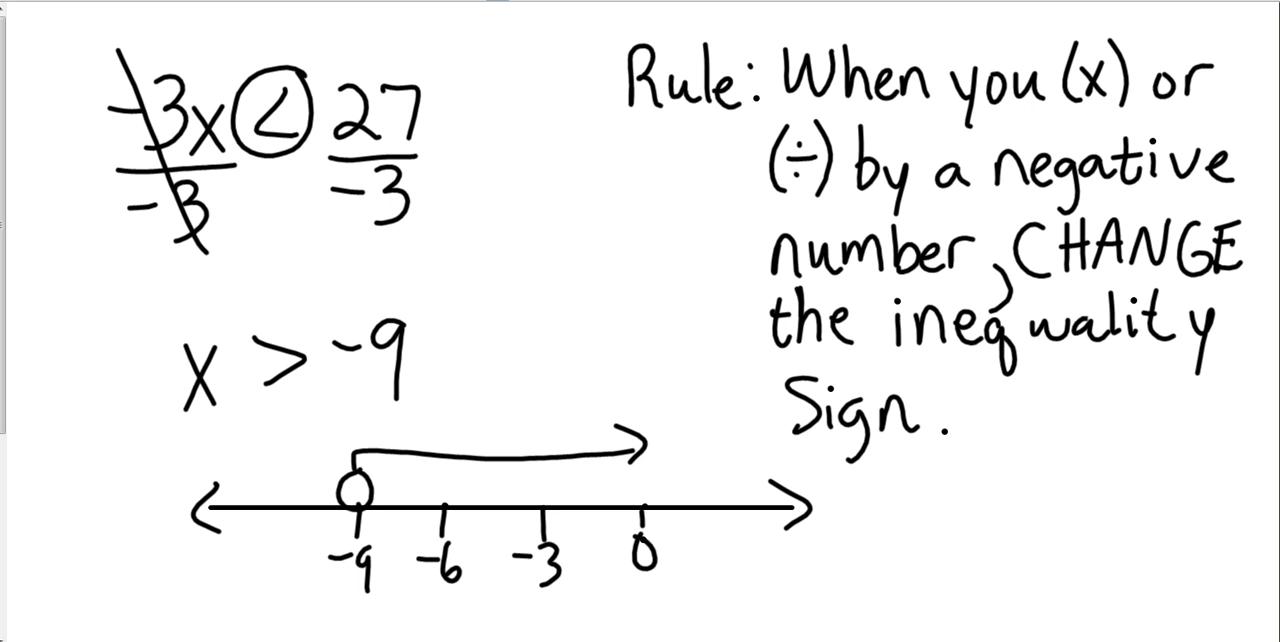 -3x < 27
-3 -3
x > -9
-9 -6 -3 0
Rule: When you (x) or
(÷) by a negative
number, CHANGE
the inequality
Sign.